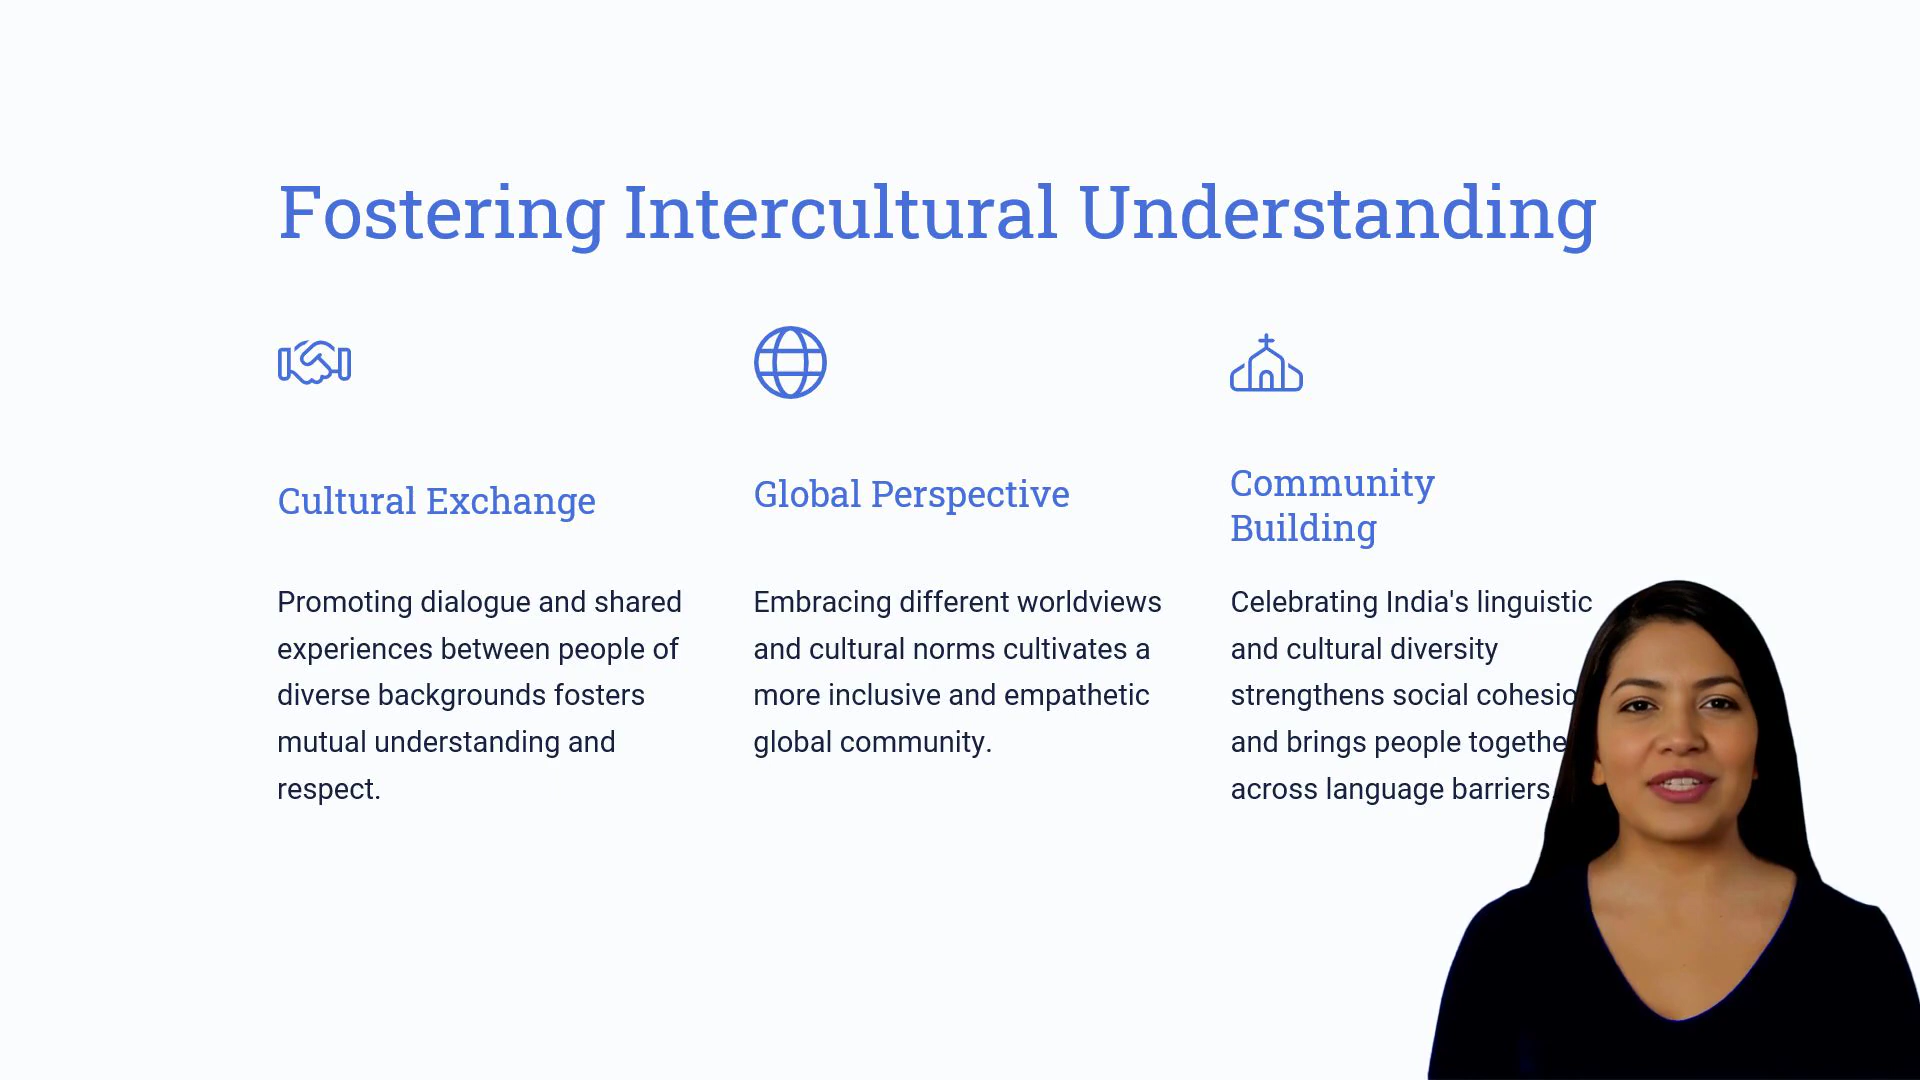 Fostering Intercultural Understanding
Cultural Exchange
Promoting dialogue and shared
experiences between people of
diverse backgrounds fosters
mutual understanding and
respect.
Global Perspective
Embracing different worldviews
and cultural norms cultivates a
more inclusive and empathetic
global community.
Community
Building
Celebrating India's linguistic
and cultural diversity
strengthens social cohesio
and brings people togethe
across language barriers